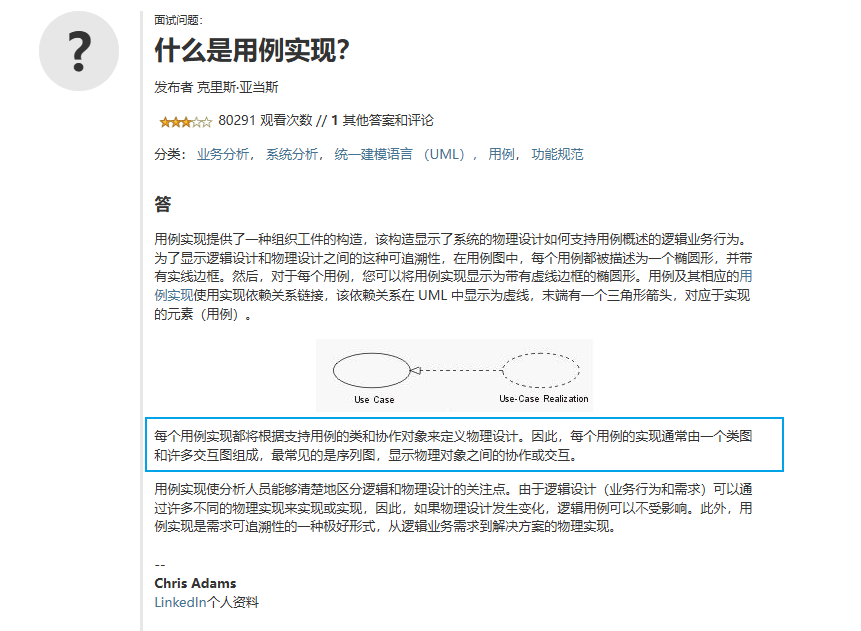 ?
面试问题:
什么是用例实现?
发布者 克里斯·亚当斯
80291 观看次数 // 1 其他答案和评论
分类： 业务分析， 系统分析， 统一建模语言 （UML）， 用例， 功能规范
答
用例实现提供了一种组织工件的构造，该构造显示了系统的物理设计如何支持用例概述的逻辑业务行为。
为了显示逻辑设计和物理设计之间的这种可追溯性，在用例图中，每个用例都被描述为一个椭圆形，并带
有实线边框。然后，对于每个用例，您可以将用例实现显示为带有虚线边框的椭圆形。用例及其相应的用
例实现使用实现依赖关系链接，该依赖关系在 UML 中显示为虚线，末端有一个三角形箭头，对应于实现
的元素（用例）。
Use Case
Use-Case Realization
每个用例实现都将根据支持用例的类和协作对象来定义物理设计。因此，每个用例的实现通常由一个类图
和许多交互图组成，最常见的是序列图，显示物理对象之间的协作或交互。
用例实现使分析人员能够清楚地区分逻辑和物理设计的关注点。由于逻辑设计（业务行为和需求）可以通
过许多不同的物理实现来实现或实现，因此，如果物理设计发生变化，逻辑用例可以不受影响。此外，用
例实现是需求可追溯性的一种极好形式，从逻辑业务需求到解决方案的物理实现。
--
Chris Adams
LinkedIn个人资料